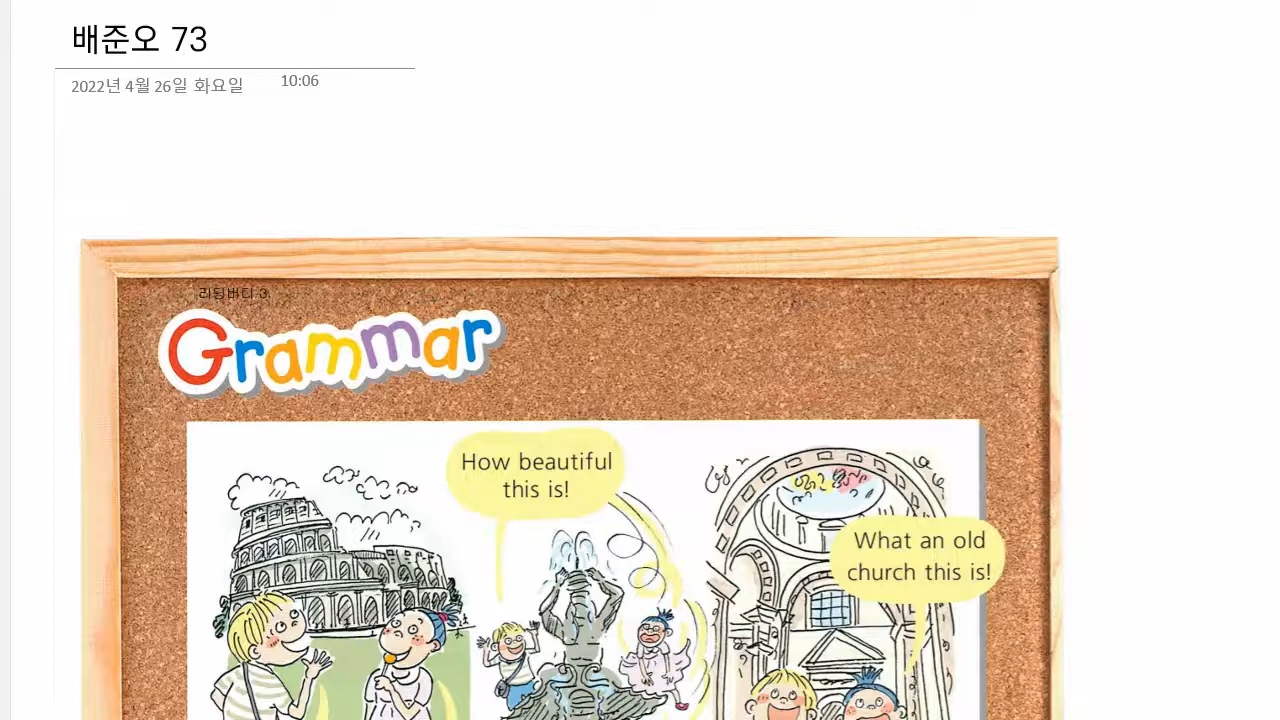 배준오 73
2022년 4월 26일 화요일 10:06
리딩버디 3
Grammar
How beautiful
this is!
What an old
church this is!